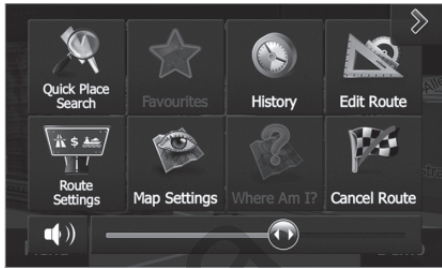 Quick Place
Search
Favourites
History
Edit Route
Route
Settings
Map Settings
Where Am I?
Cancel Route